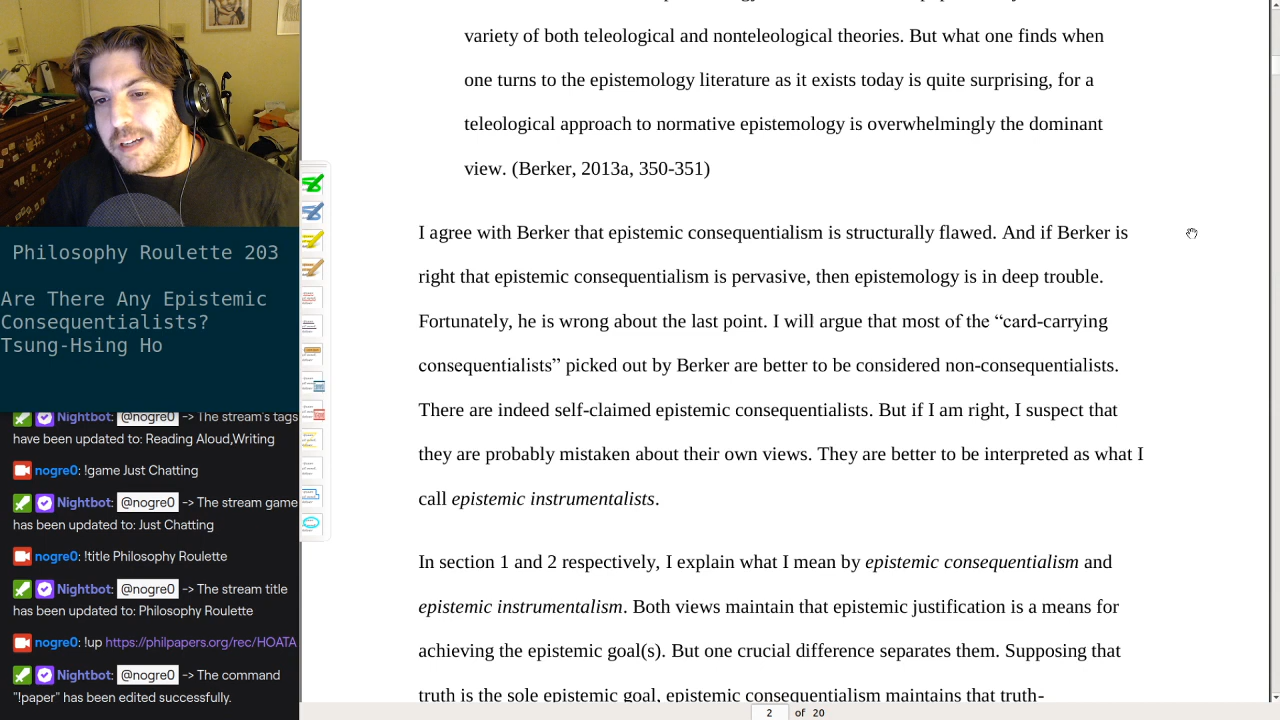 variety of both teleological and nonteleological theories. But what one finds when
one turns to the epistemology literature as it exists today is quite surprising, for a
teleological approach to normative epistemology is overwhelmingly the dominant
view. (Berker, 2013a, 350-351)
I agree with Berker that epistemic consequentialism is structurally flawed. And if Berker is
right that epistemic consequentialism is pervasive, then epistemology is in deep trouble.
Fortunately, he is wrong about the last point. I will argue that most of the “card-carrying
consequentialists” picked out by Berker are better to be considered non-consequentialists.
There are indeed self-claimed epistemic consequentialists. But if I am right, I suspect that
they are probably mistaken about their own views. They are better to be interpreted as what I
call epistemic instrumentalists.
In section 1 and 2 respectively, I explain what I mean by epistemic consequentialism and
epistemic instrumentalism. Both views maintain that epistemic justification is a means for
achieving the epistemic goal(s). But one crucial difference separates them. Supposing that
truth is the sole epistemic goal, epistemic consequentialism maintains that truth-
2 of 20
Philosophy Roulette 203
Are There Any Epistemic
Consequentialists?
Tsung-Hsing Ho
Nightbot: @nogre0 -> The stream's tags
been updated to: Reading Aloud,Writing
nogre0: !game Just Chatting
Nightbot: @nogre0 -> The stream game
has been updated to: Just Chatting
nogre0: !title Philosophy Roulette
Nightbot: @nogre0 -> The stream title
has been updated to: Philosophy Roulette
nogre0: !up https://philpapers.org/rec/HOATA
Nightbot: @nogre0 -> The command
"!paper" has been edited successfully.